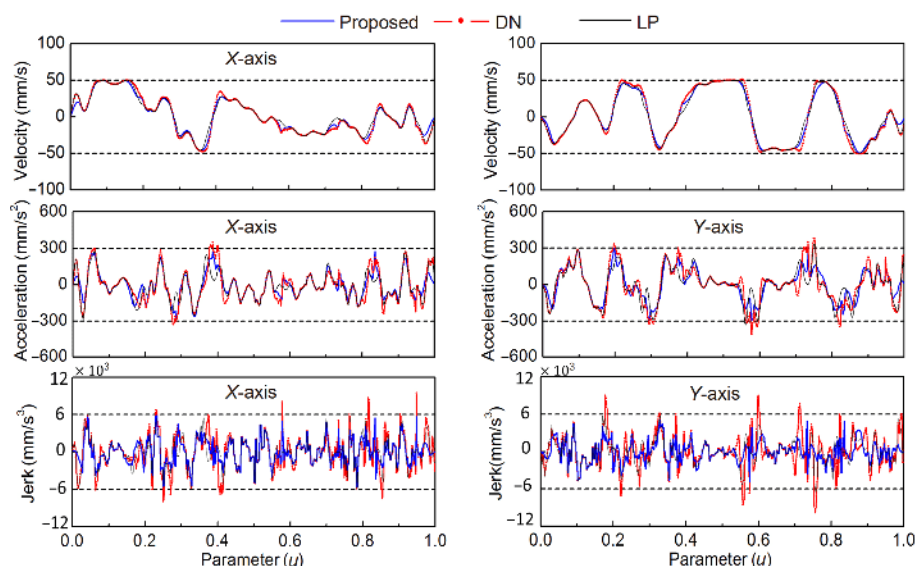 Proposed DN LP
X-axis
Velocity (mm/s)
100
50
0
−50
−100
Velocity (mm/s)
100
50
0
−50
−100
X-axis
Acceleration (mm/s²)
600
300
0
−300
−600
Y-axis
Acceleration (mm/s²)
600
300
0
−300
−600
× 10³
X-axis
Jerk (mm/s³)
12
6
0
−6
−12
× 10³
Y-axis
Jerk(mm/s³)
12
6
0
−6
−12
0.0 0.2 0.4 0.6 0.8 1.0
Parameter (u)
0.0 0.2 0.4 0.6 0.8 1.0
Parameter (u)